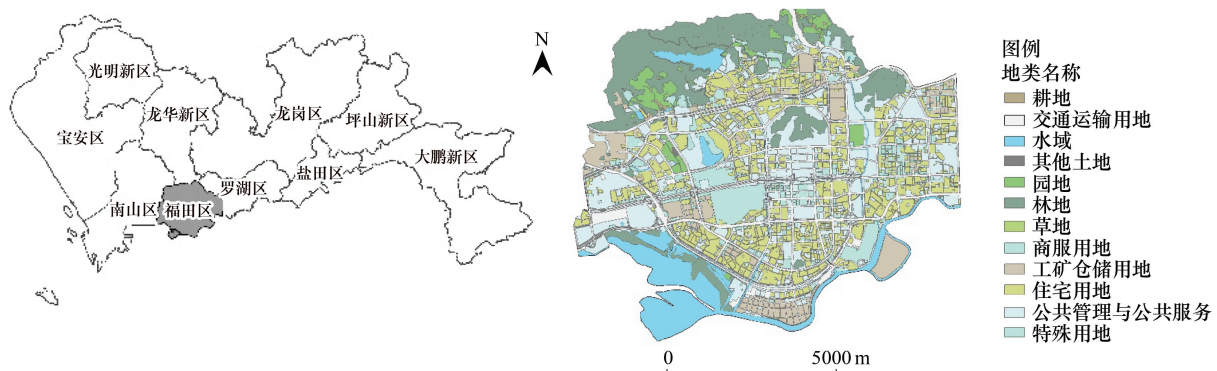 光明新区
龙华新区
龙岗区
坪山新区
宝安区
大鹏新区
盐田区
罗湖区
南山区
福田区
N
图例
地类名称
耕地
交通运输用地
水域
其他土地
园地
林地
草地
商服用地
工矿仓储用地
住宅用地
公共管理与公共服务
特殊用地
0 5000 m